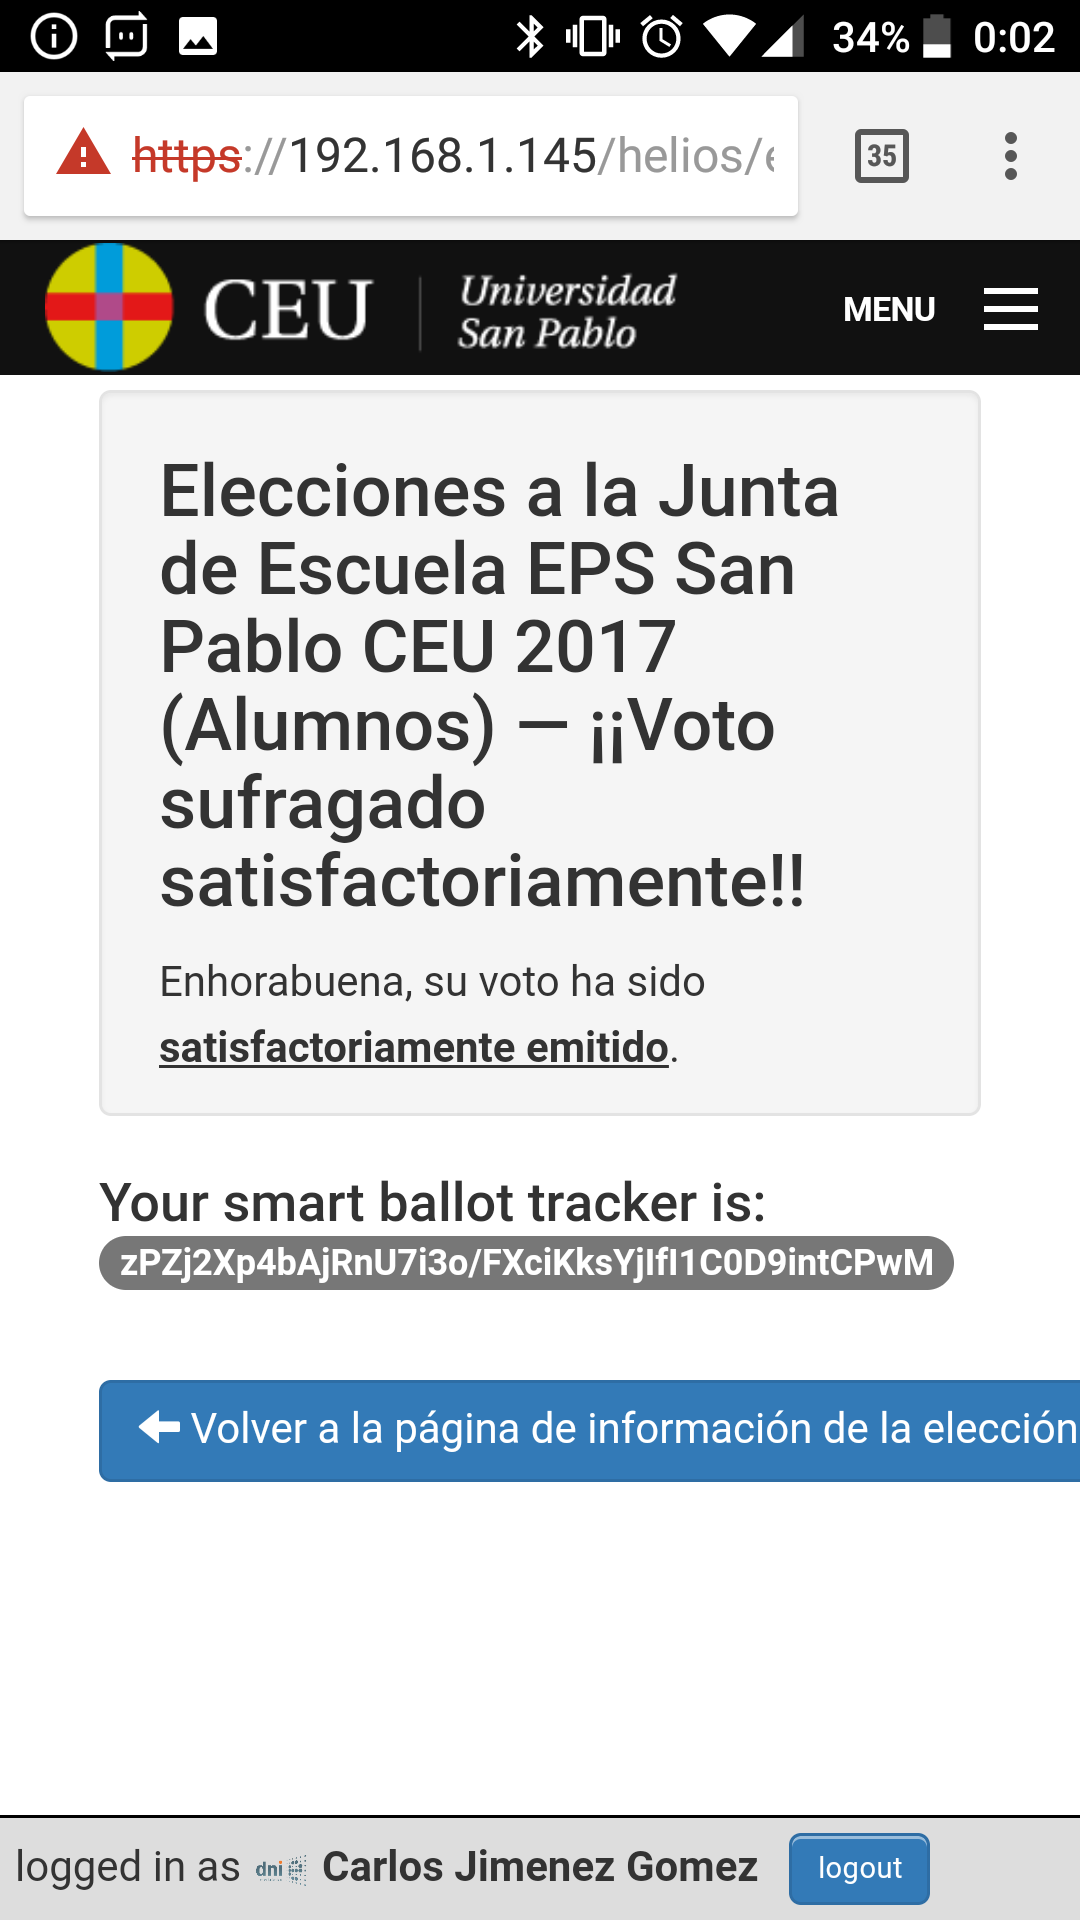 34% 0:02
https://192.168.1.145/helios/e
35
CEU
Universidad
San Pablo
MENU
Elecciones a la Junta
de Escuela EPS San
Pablo CEU 2017
(Alumnos) — ¡¡Voto
sufragado
satisfactoriamente!!
Enhorabuena, su voto ha sido
satisfactoriamente emitido.
Your smart ballot tracker is:
zPZj2Xp4bAjRnU7i3o/FXciKksYjIfI1C0D9intCPwM
Volver a la página de información de la elección
logged in as dni Carlos Jimenez Gomez logout